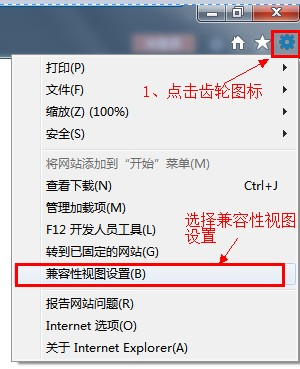 打印(P)
文件(F)
1、点击齿轮图标
缩放(Z) (100%)
安全(S)
将网站添加到“开始”菜单(M)
查看下载(N) Ctrl+J
管理加载项(M)
选择兼容性视图
设置
F12 开发人员工具(L)
转到已固定的网站(G)
兼容性视图设置(B)
报告网站问题(R)
Internet 选项(O)
关于 Internet Explorer(A)